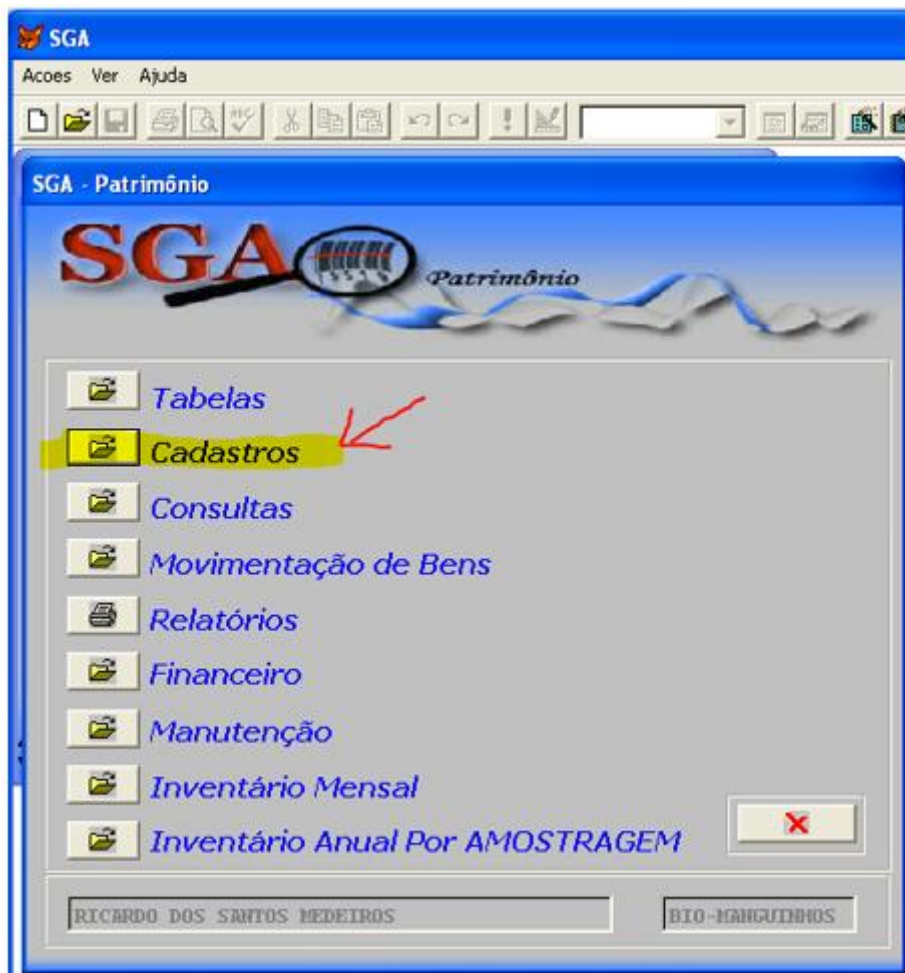 SGA
Acoes Ver Ajuda
ABC
SGA - Patrimônio
SGA
Patrimônio
Tabelas
Cadastros
Consultas
Movimentação de Bens
Relatórios
Financeiro
Manutenção
Inventário Mensal
Inventário Anual Por AMOSTRAGEM
RICARDO DOS SANTOS MEDEIROS BIO-MANGUINHOS